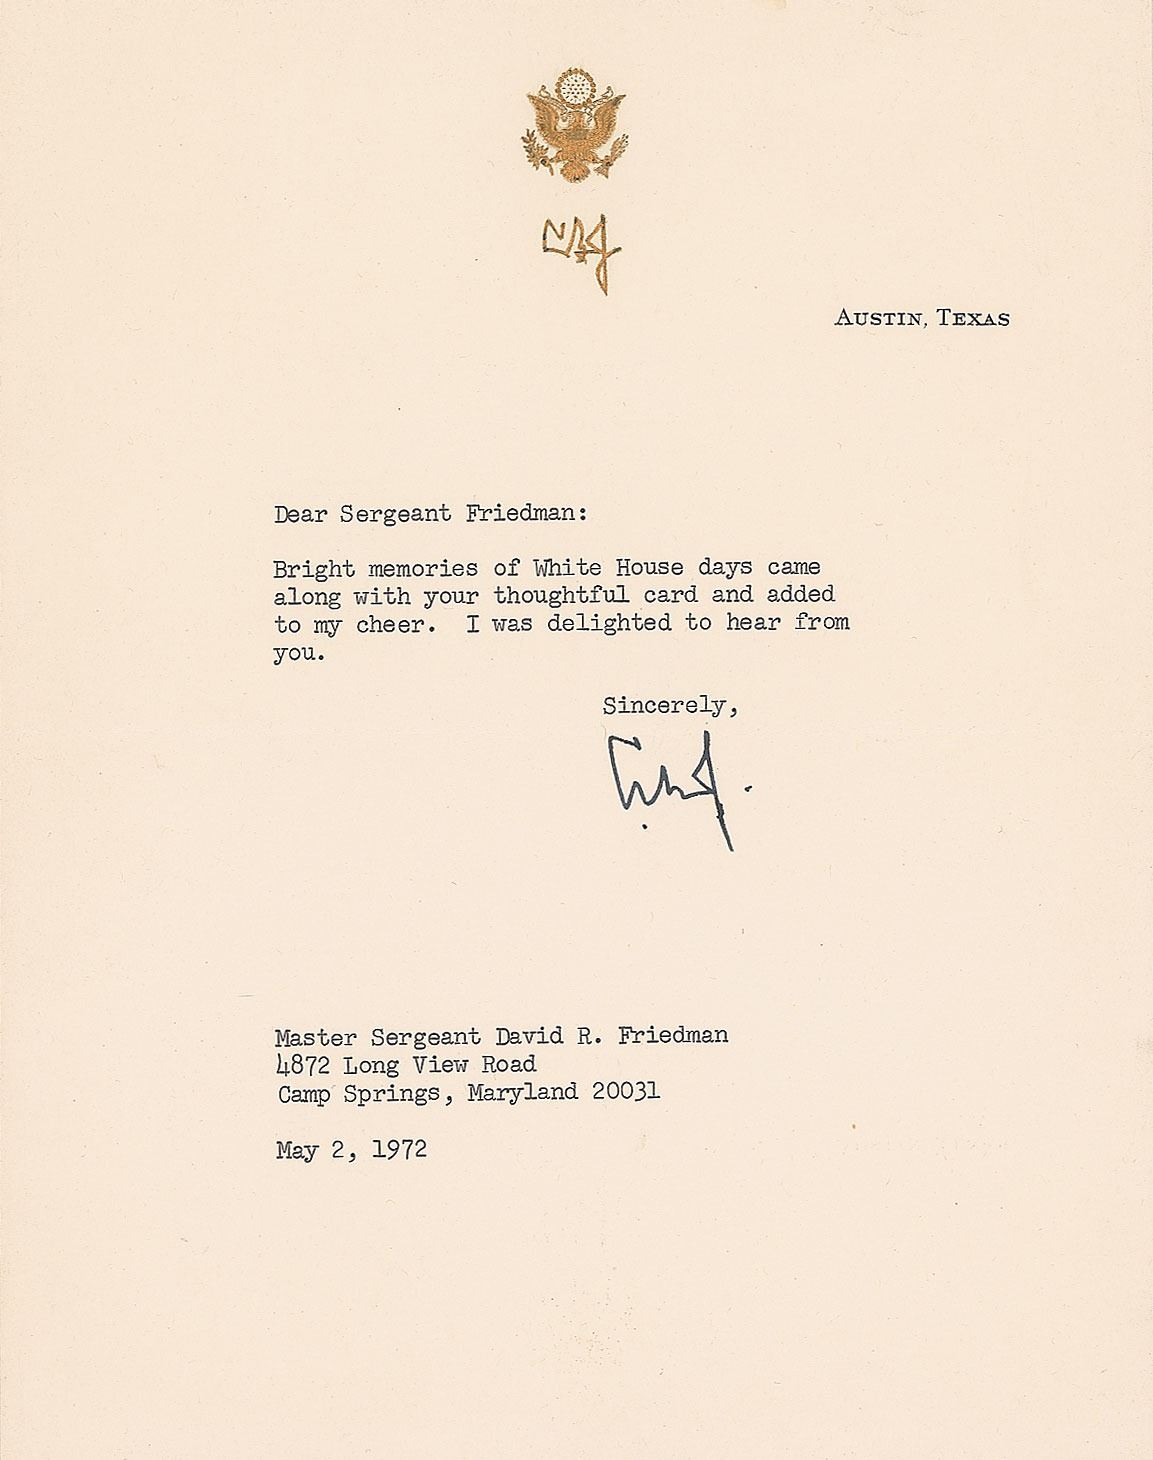 LBJ
AUSTIN, TEXAS
Dear Sergeant Friedman:
Bright memories of White House days came
along with your thoughtful card and added
to my cheer.  I was delighted to hear from
you.
Sincerely,
Master Sergeant David R. Friedman
4872 Long View Road
Camp Springs, Maryland 20031
May 2, 1972